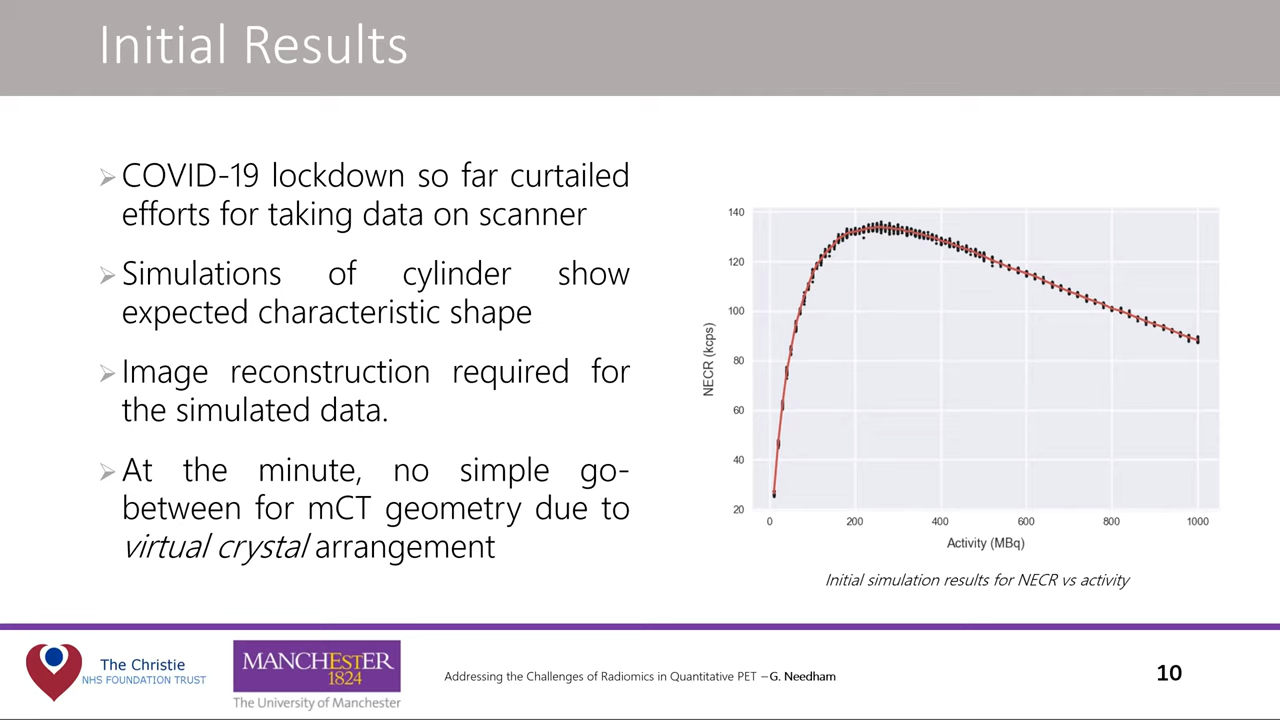 Initial Results
COVID-19 lockdown so far curtailed
efforts for taking data on scanner
Simulations of cylinder show
expected characteristic shape
Image reconstruction required for
the simulated data.
At the minute, no simple go-
between for mCT geometry due to
virtual crystal arrangement
140
120
100
80
60
40
20
NECR (kcps)
0 200 400 600 800 1000
Activity (MBq)
Initial simulation results for NECR vs activity
The Christie
NHS FOUNDATION TRUST
MANCHESTER
1824
The University of Manchester
Addressing the Challenges of Radiomics in Quantitative PET –G. Needham
10